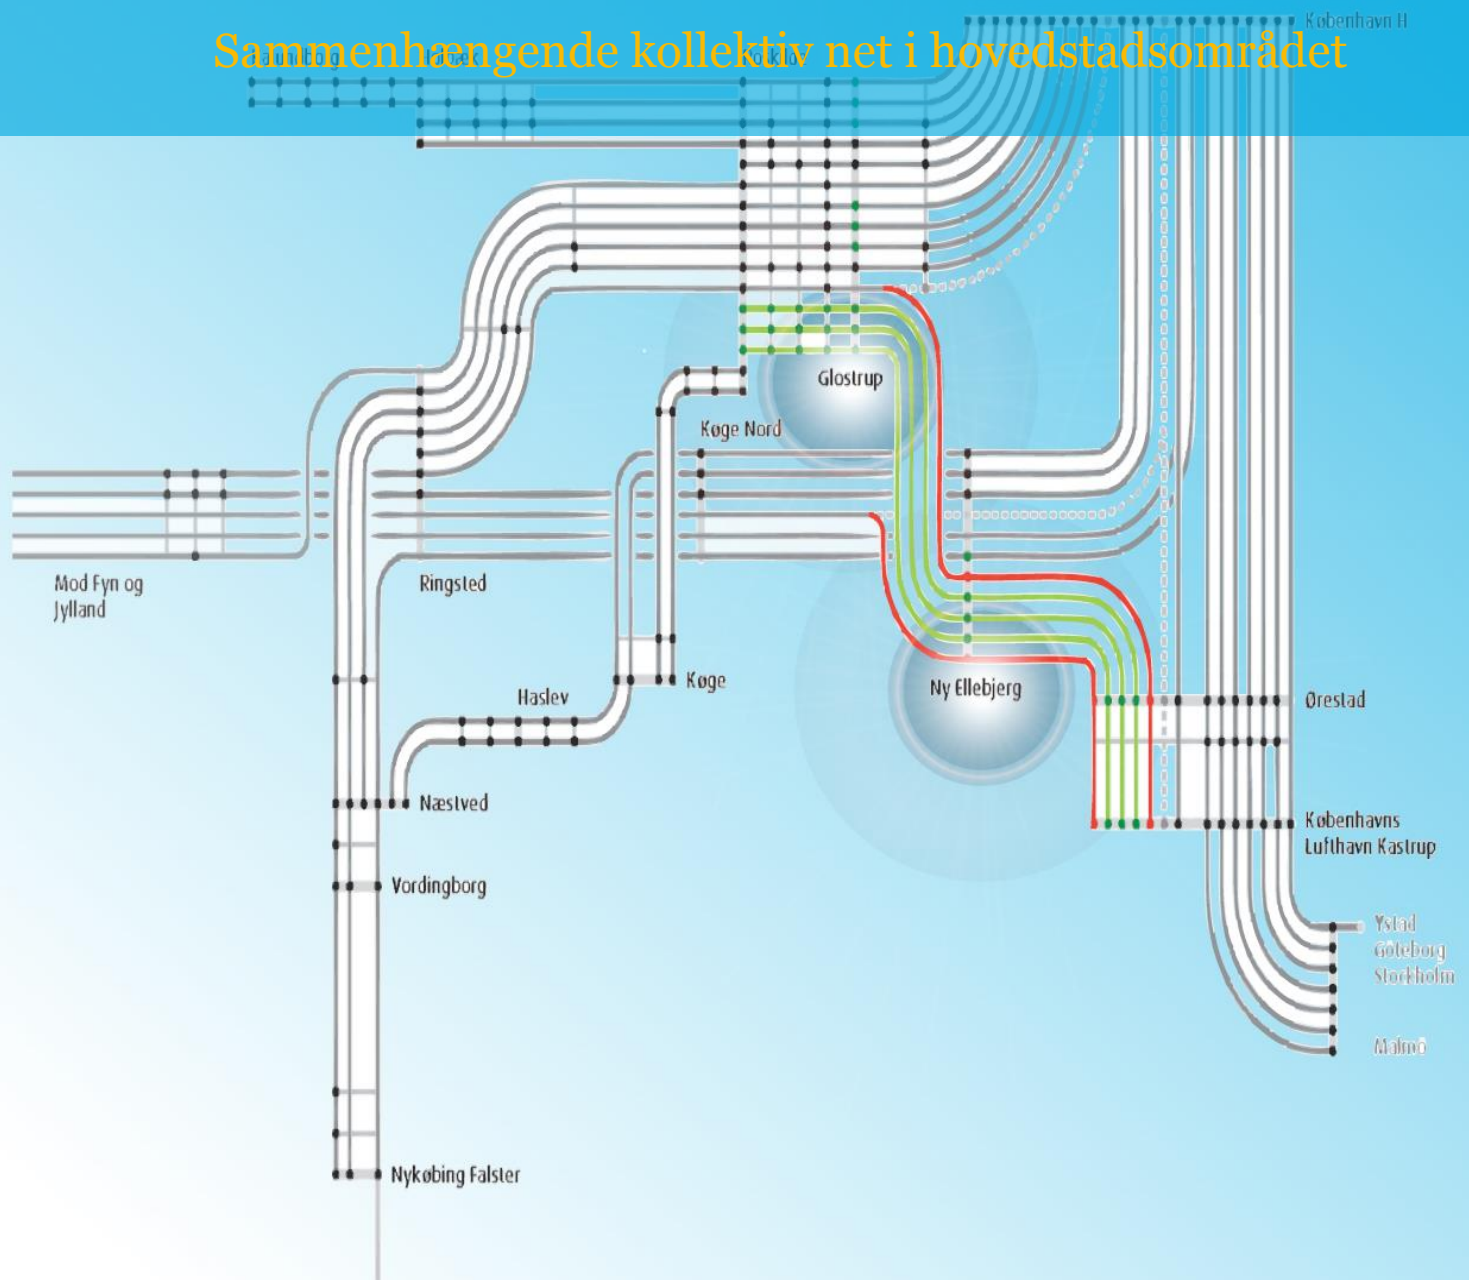 København H
Sammenhængende kollektiv net i hovedstadsområdet
Roskilde
Glostrup
Køge Nord
Mod Fyn og
Jylland
Ringsted
Køge
Haslev
Ny Ellebjerg
Ørestad
Næstved
Københavns
Lufthavn Kastrup
Vordingborg
Ystad
Göteborg
Stockholm
Malmö
Nykøbing Falster